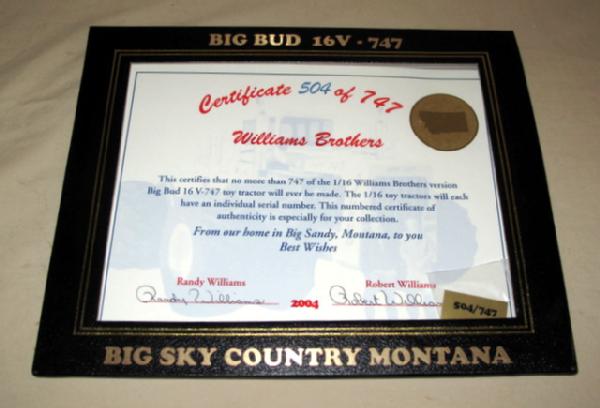 BIG BUD 16V - 747
Certificate 504 of 747
Williams Brothers
This certifies that no more than 747 of the 1/16 Williams Brothers version
Big Bud 16 V-747 toy tractor will ever be made. The 1/16 toy tractors will each
have an individual serial number. This numbered certificate of
authenticity is especially for your collection.
From our home in Big Sandy, Montana, to you
Best Wishes
Randy Williams Robert Williams
Randy Williams 2004 Robert Williams
504/747
BIG SKY COUNTRY MONTANA